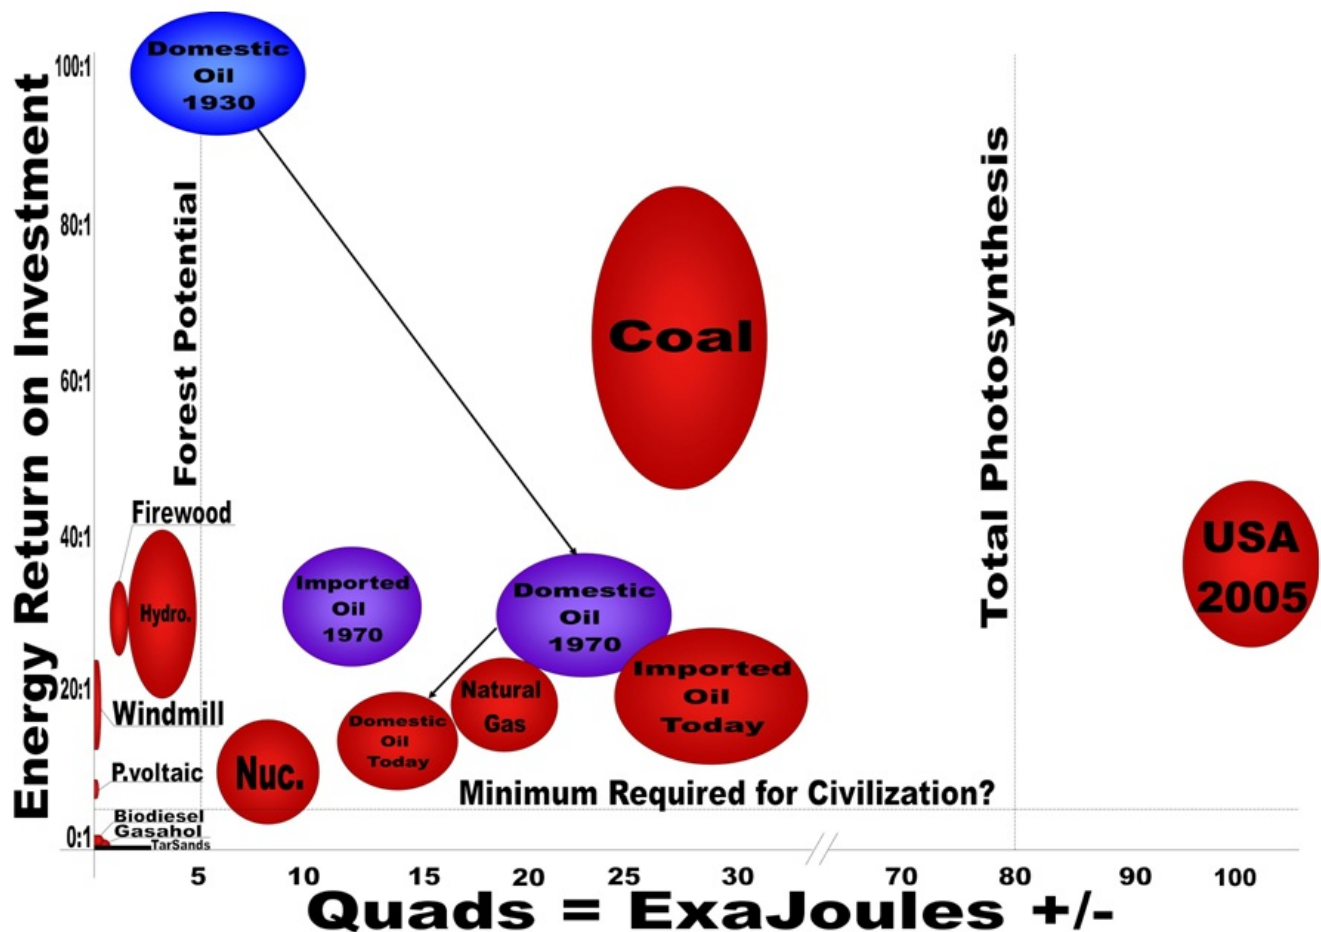 Energy Return on Investment
100:1
80:1
60:1
40:1
20:1
0:1
Domestic
Oil
1930
Forest Potential
Coal
Total Photosynthesis
Firewood
Hydro.
Imported
Oil
1970
Domestic
Oil
1970
USA
2005
Windmill
Natural
Gas
Imported
Oil
Today
Domestic
Oil
Today
Nuc.
P.voltaic
Minimum Required for Civilization?
Biodiesel
Gasahol
TarSands
5 10 15 20 25 30 70 80 90 100
Quads = ExaJoules +/-